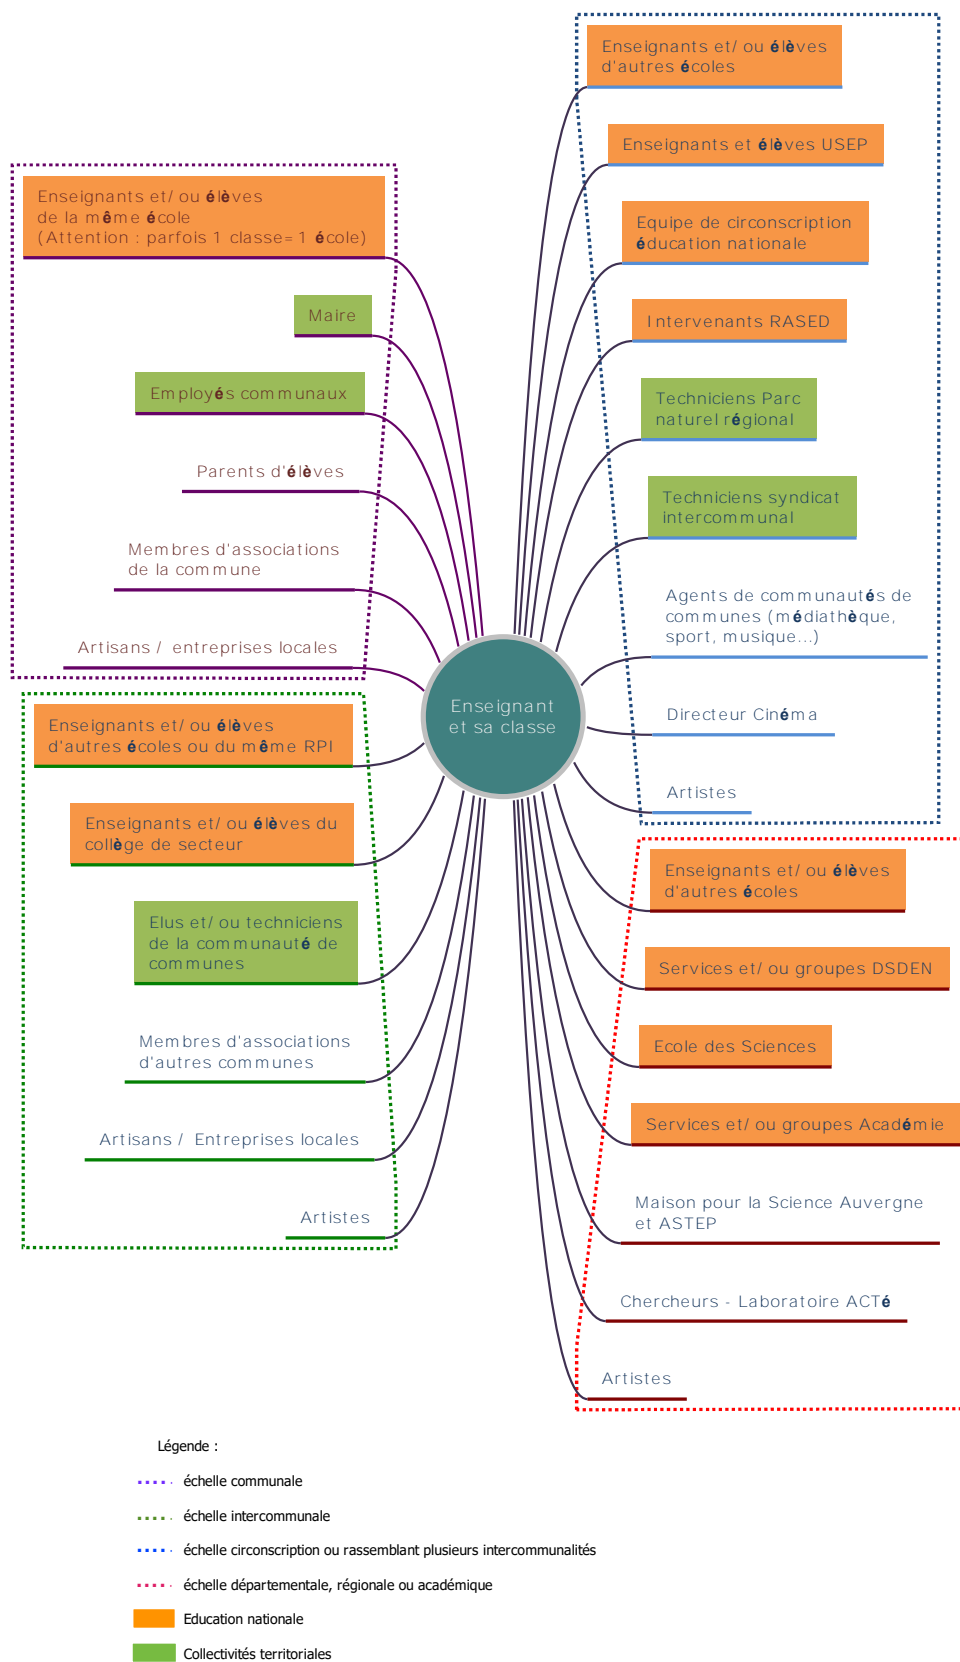 Enseignants et/ ou élèves
de la même école
(Attention : parfois 1 classe= 1 école)
Maire
Employés communaux
Parents d'élèves
Membres d'associations
de la commune
Artisans / entreprises locales
Enseignants et/ ou élèves
d'autres écoles ou du même RPI
Enseignants et/ ou élèves du
collège de secteur
Elus et/ ou techniciens
de la communauté de
communes
Membres d'associations
d'autres communes
Artisans / Entreprises locales
Artistes
Enseignant
et sa classe
Enseignants et/ ou élèves
d'autres écoles
Enseignants et élèves USEP
Equipe de circonscription
éducation nationale
Intervenants RASED
Techniciens Parc
naturel régional
Techniciens syndicat
intercommunal
Agents de communautés de
communes (médiathèque,
sport, musique...)
Directeur Cinéma
Artistes
Enseignants et/ ou élèves
d'autres écoles
Services et/ ou groupes DSDEN
Ecole des Sciences
Services et/ ou groupes Académie
Maison pour la Science Auvergne
et ASTEP
Chercheurs - Laboratoire ACTé
Artistes
Légende :
échelle communale
échelle intercommunale
échelle circonscription ou rassemblant plusieurs intercommunalités
échelle départementale, régionale ou académique
Education nationale
Collectivités territoriales